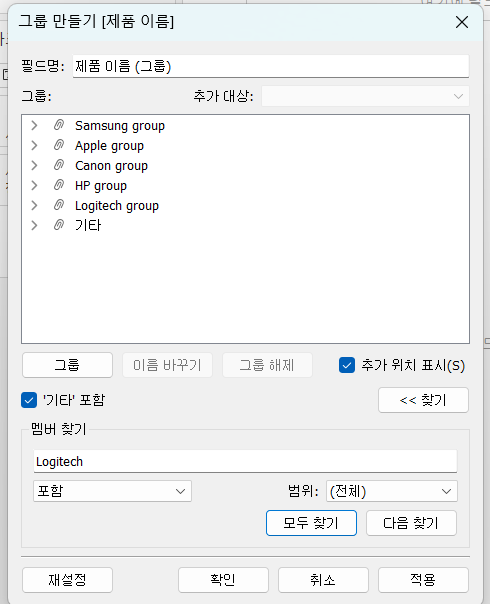 그룹 만들기 [제품 이름]
필드명: 제품 이름 (그룹)
그룹: 추가 대상:
Samsung group
Apple group
Canon group
HP group
Logitech group
기타
그룹 이름 바꾸기 그룹 해제 추가 위치 표시(S)
'기타' 포함 << 찾기
멤버 찾기
Logitech
포함 범위: (전체)
모두 찾기 다음 찾기
재설정 확인 취소 적용